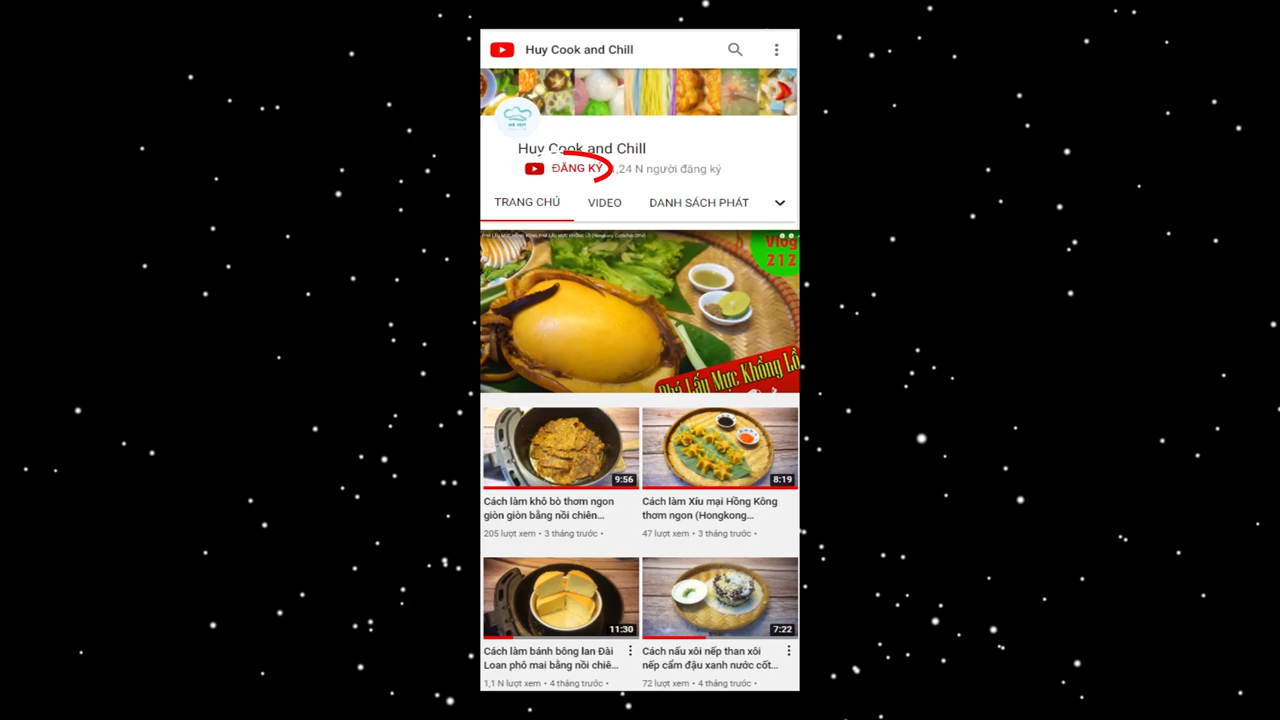 Huy Cook and Chill
Huy Cook and Chill
ĐĂNG KÝ ,24 N người đăng ký
TRANG CHỦ VIDEO DANH SÁCH PHÁT
Vlog
212
Phá Lấu Mực Khổng Lồ
9:56
8:19
Cách làm khô bò thơm ngon
giòn giòn bằng nồi chiên...
205 lượt xem • 3 tháng trước •
Cách làm Xíu mại Hồng Kông
thơm ngon (Hongkong...
47 lượt xem • 3 tháng trước •
11:30
7:22
Cách làm bánh bông lan Đài
Loan phô mai bằng nồi chiê...
1,1 N lượt xem • 4 tháng trước •
Cách nấu xôi nếp than xôi
nếp cẩm đậu xanh nước cốt...
72 lượt xem • 4 tháng trước •